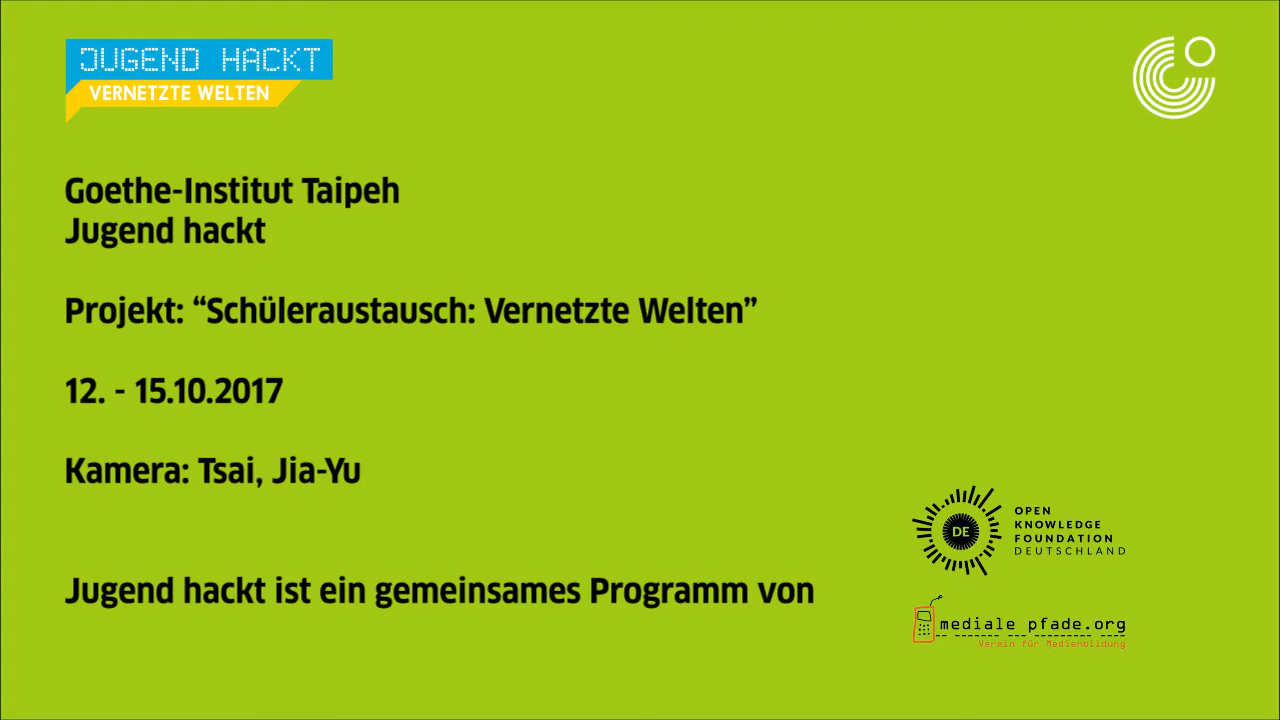 JUGEND HACKT
VERNETZTE WELTEN
Goethe-Institut Taipeh
Jugend hackt
Projekt: “Schüleraustausch: Vernetzte Welten”
12. - 15.10.2017
Kamera: Tsai, Jia-Yu
Jugend hackt ist ein gemeinsames Programm von
DE
OPEN
KNOWLEDGE
FOUNDATION
DEUTSCHLAND
mediale pfade.org
Verein für Medienbildung